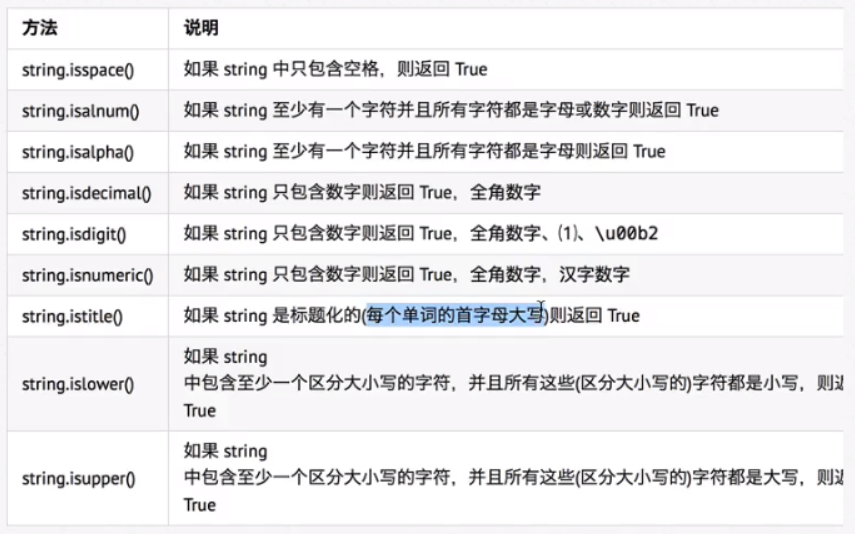 方法 说明
string.isspace() 如果 string 中只包含空格，则返回 True
string.isalnum() 如果 string 至少有一个字符并且所有字符都是字母或数字则返回 True
string.isalpha() 如果 string 至少有一个字符并且所有字符都是字母则返回 True
string.isdecimal() 如果 string 只包含数字则返回 True，全角数字
string.isdigit() 如果 string 只包含数字则返回 True，全角数字、⑴、\u00b2
string.isnumeric() 如果 string 只包含数字则返回 True，全角数字，汉字数字
string.istitle() 如果 string 是标题化的(每个单词的首字母大写)则返回 True
如果 string
string.islower() 中包含至少一个区分大小写的字符，并且所有这些(区分大小写的)字符都是小写，则
True
如果 string
string.isupper() 中包含至少一个区分大小写的字符，并且所有这些(区分大小写的)字符都是大写，则
True